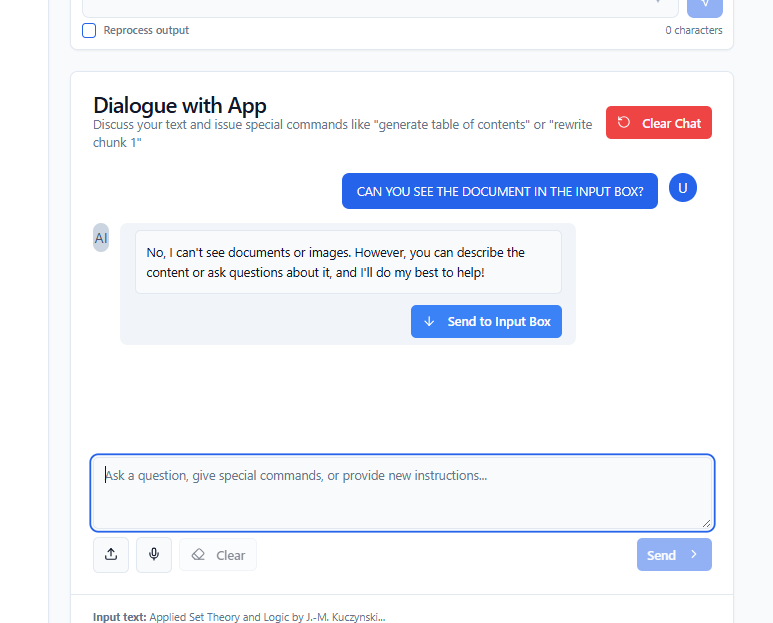 Reprocess output
0 characters
Dialogue with App
Discuss your text and issue special commands like "generate table of contents" or "rewrite
chunk 1"
Clear Chat
CAN YOU SEE THE DOCUMENT IN THE INPUT BOX?
U
AI
No, I can't see documents or images. However, you can describe the
content or ask questions about it, and I'll do my best to help!
Send to Input Box
Ask a question, give special commands, or provide new instructions...
Clear
Send
Input text: Applied Set Theory and Logic by J.-M. Kuczynski...